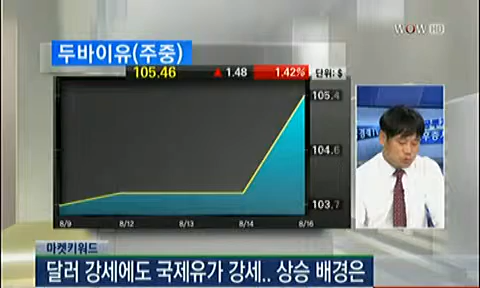 WOW HD
두바이유(주중)
105.46 ▲ 1.48 1.42% 단위: $
105.4
104.6
103.7
8/9 8/12 8/13 8/14 8/16
마켓키워드
달러 강세에도 국제유가 강세.. 상승 배경은